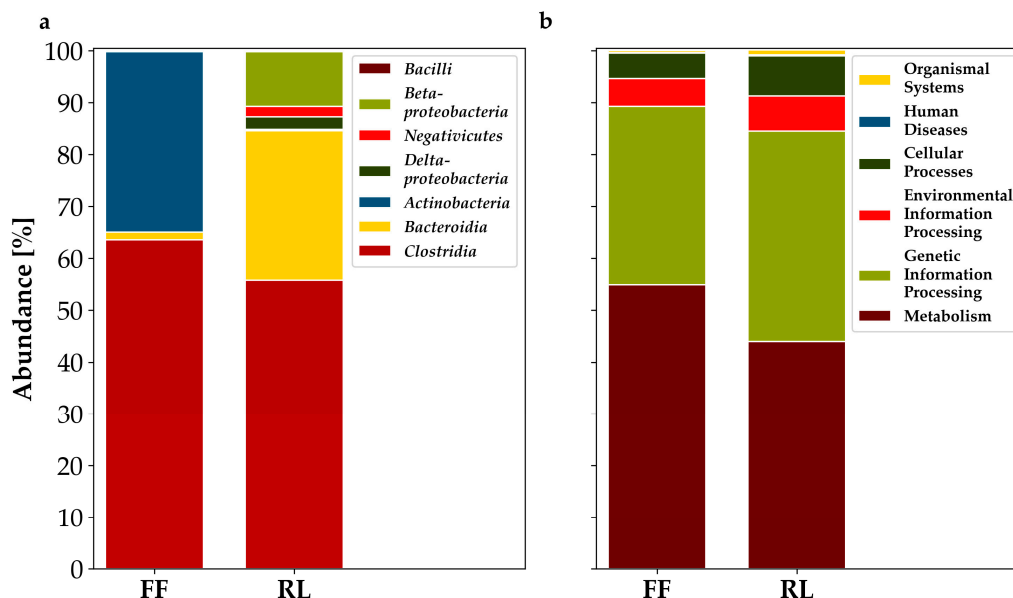 a
b
Abundance [%]
100
90
80
70
60
50
40
30
20
10
0
FF
RL
Bacilli
Beta-
proteobacteria
Negativicutes
Delta-
proteobacteria
Actinobacteria
Bacteroidia
Clostridia
FF
RL
Organismal
Systems
Human
Diseases
Cellular
Processes
Environmental
Information
Processing
Genetic
Information
Processing
Metabolism